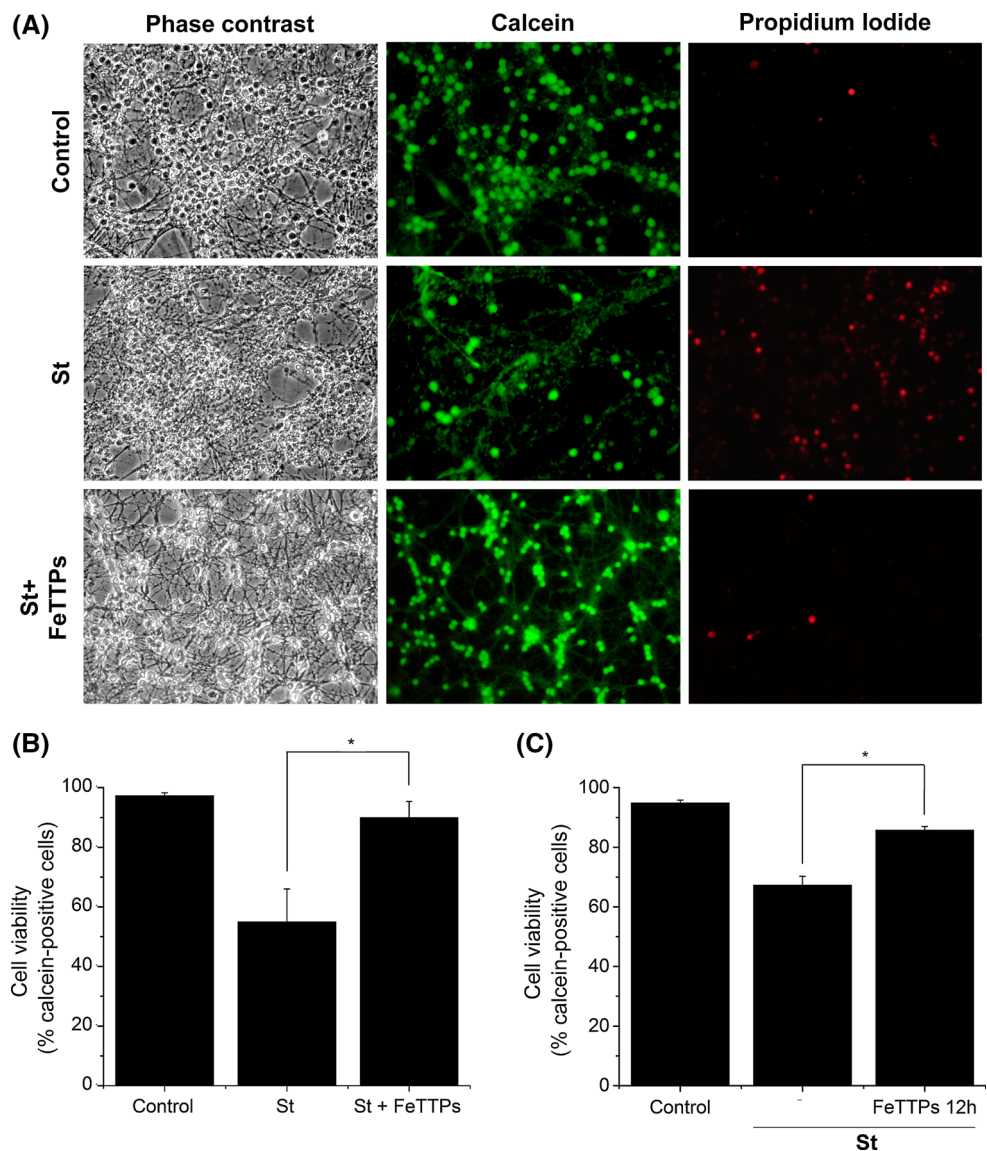 (A)
Phase contrast
Calcein
Propidium Iodide
Control
St
St+
FeTTPs
(B)
*
100
80
60
40
20
0
Cell viability
(% calcein-positive cells)
Control
St
St + FeTTPs
(C)
*
100
80
60
40
20
0
Cell viability
(% calcein-positive cells)
Control
-
FeTTPs 12h
St